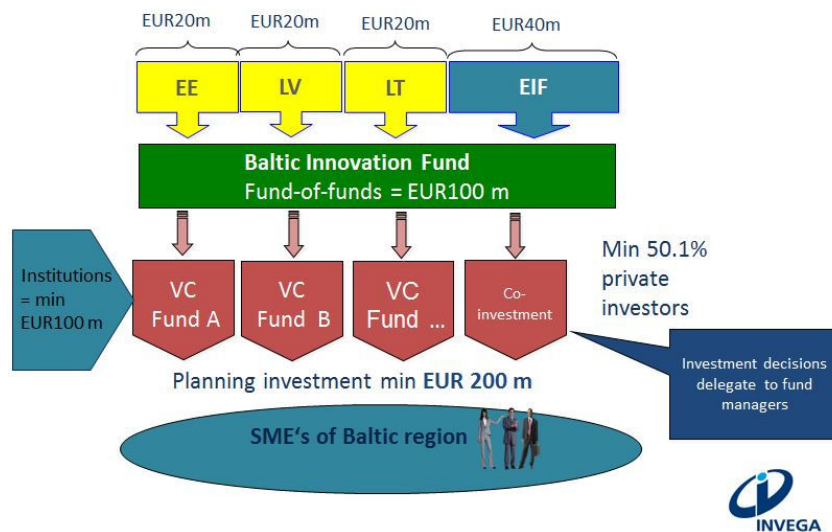 EUR20m EUR20m EUR20m EUR40m
EE LV LT EIF
Baltic Innovation Fund
Fund-of-funds = EUR100 m
Institutions
= min
EUR100 m
VC
Fund A
VC
Fund B
VC
Fund ...
Co-
investment
Min 50.1%
private
investors
Investment decisions
delegate to fund
managers
Planning investment min EUR 200 m
SME‘s of Baltic region
INVEGA